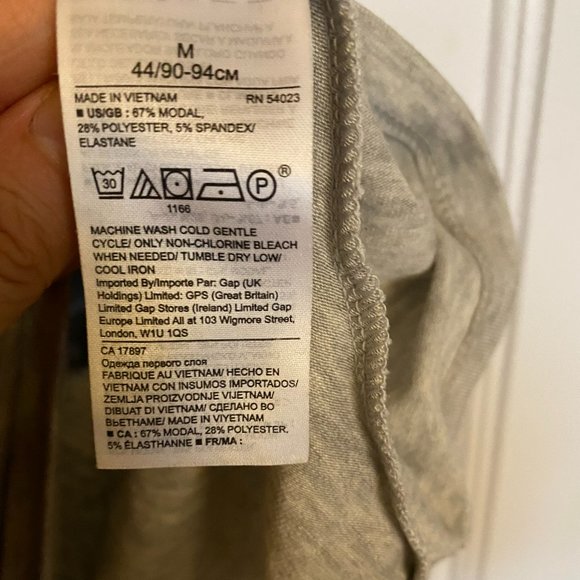 M
44/90-94CM
MADE IN VIETNAM RN 54023
■ US/GB : 67% MODAL,
28% POLYESTER, 5% SPANDEX/
ELASTANE
30 P ®
1166
MACHINE WASH COLD GENTLE
CYCLE/ ONLY NON-CHLORINE BLEACH
WHEN NEEDED/ TUMBLE DRY LOW/
COOL IRON
Imported By/Importe Par: Gap (UK
Holdings) Limited: GPS (Great Britain)
Limited Gap Stores (Ireland) Limited Gap
Europe Limited All at 103 Wigmore Street,
London, W1U 1QS
CA 17897
Одежда первого слоя
FABRIQUE AU VIETNAM/ HECHO EN
VIETNAM CON INSUMOS IMPORTADOS/
ZEMLJA PROIZVODNJE VIJETNAM/
DIBUAT DI VIETNAM/ СДЕЛАНО ВО
ВЬЕТНАМЕ/ MADE IN VIYETNAM
■ CA : 67% MODAL, 28% POLYESTER,
5% ÉLASTHANNE ■ FR/MA :